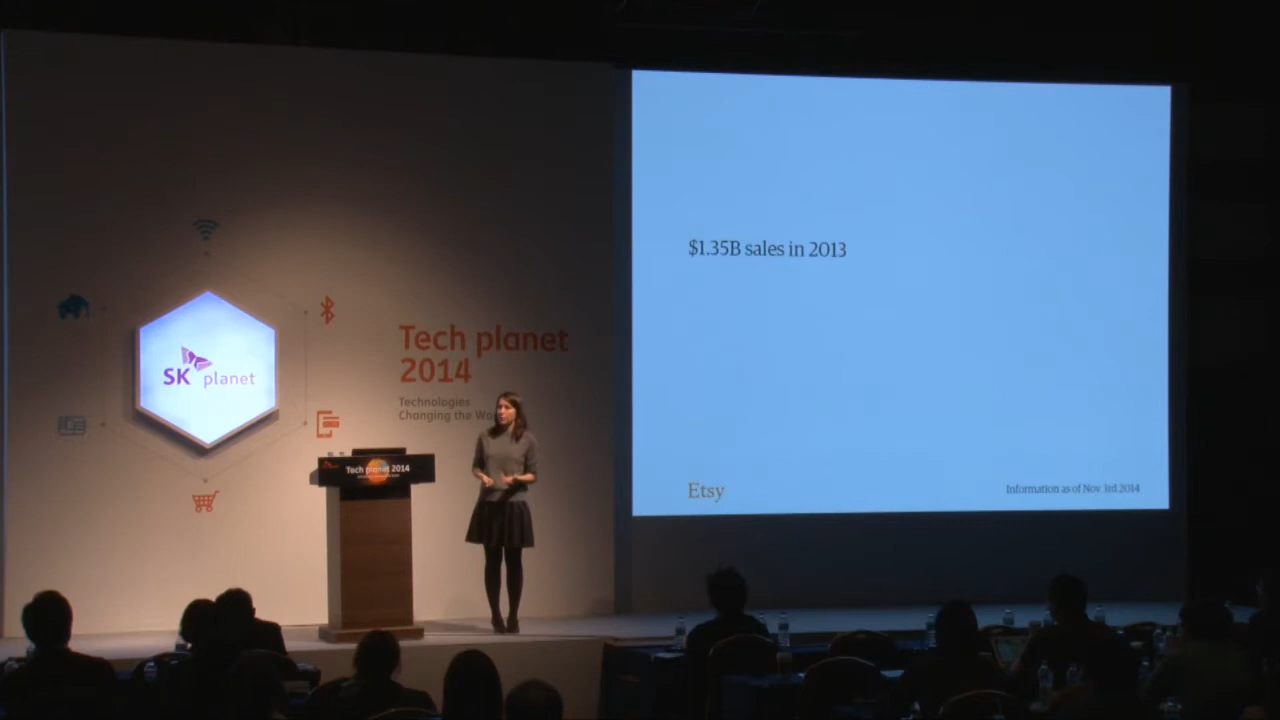 SK planet
Tech planet
2014
Technologies
Changing the
Tech planet 2014
$1.35B sales in 2013
Etsy
Information as of Nov 3rd 2014